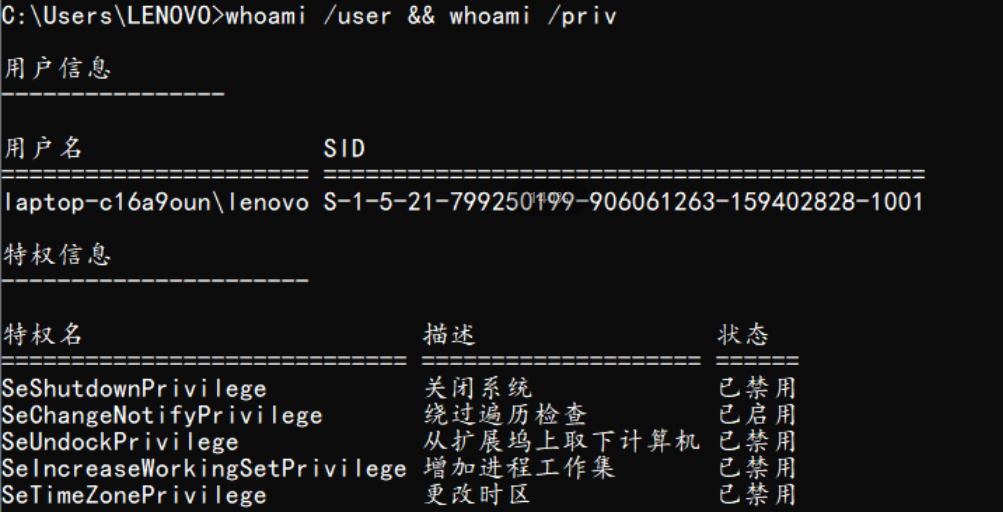 C:\Users\LENOVO>whoami /user && whoami /priv
用户信息
----------------
用户名 SID
====================== ===========================================
laptop-c16a9oun\lenovo S-1-5-21-799250199-906061263-159402828-1001
特权信息
----------------------
特权名 描述 状态
============================= ==================== ======
SeShutdownPrivilege 关闭系统 已禁用
SeChangeNotifyPrivilege 绕过遍历检查 已启用
SeUndockPrivilege 从扩展坞上取下计算机 已禁用
SeIncreaseWorkingSetPrivilege 增加进程工作集 已禁用
SeTimeZonePrivilege 更改时区 已禁用